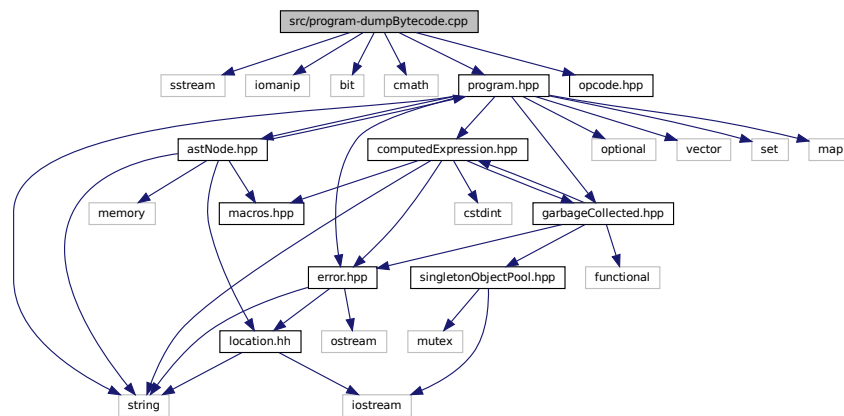 src/program-dumpBytecode.cpp
sstream
iomanip
bit
cmath
program.hpp
opcode.hpp
astNode.hpp
computedExpression.hpp
optional
vector
set
map
memory
macros.hpp
cstdint
garbageCollected.hpp
error.hpp
singletonObjectPool.hpp
functional
location.hh
ostream
mutex
string
iostream